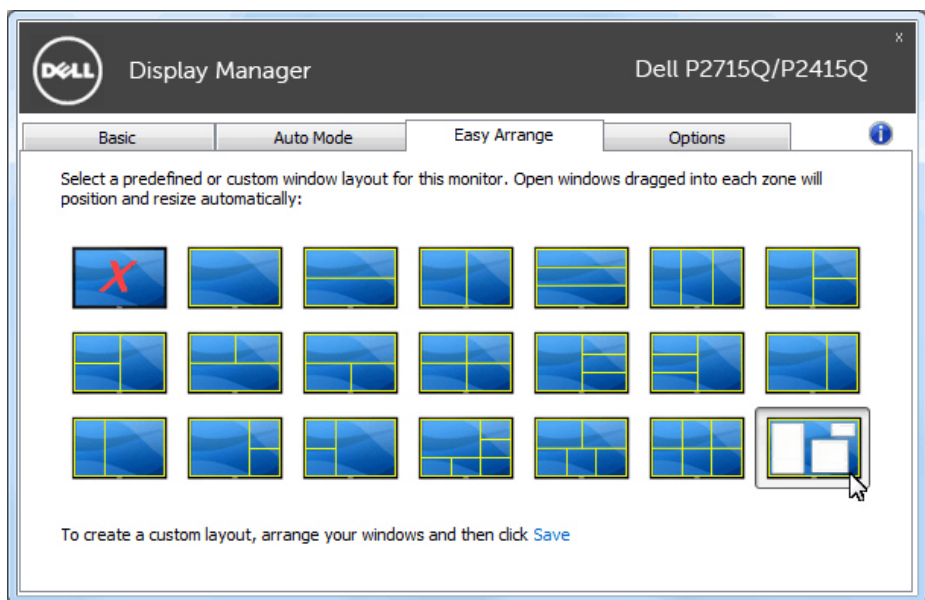 DELL
Display Manager
Dell P2715Q/P2415Q
x
Basic
Auto Mode
Easy Arrange
Options
i
Select a predefined or custom window layout for this monitor. Open windows dragged into each zone will
position and resize automatically:
X
To create a custom layout, arrange your windows and then click Save